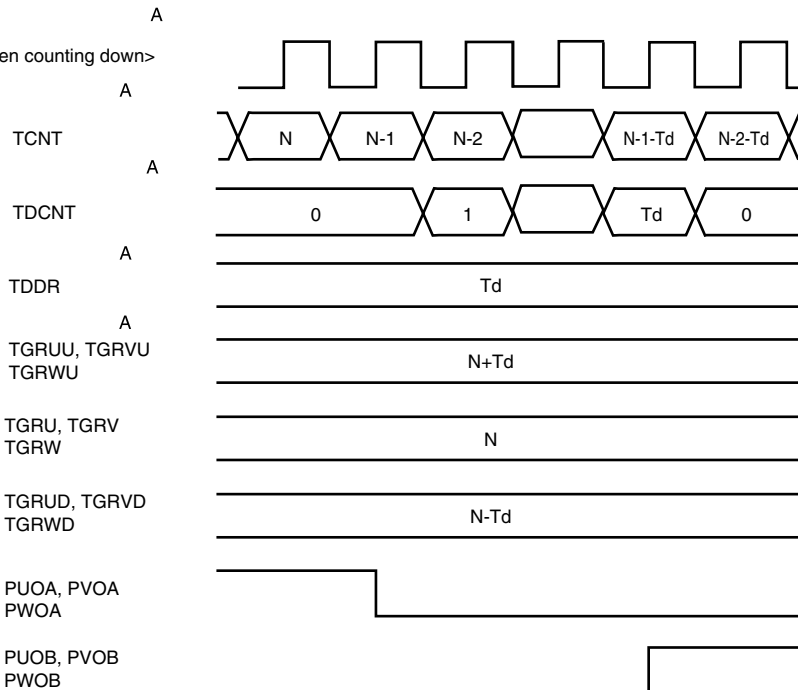 A
en counting down>
A
TCNT N N-1 N-2 N-1-Td N-2-Td
A
TDCNT 0 1 Td 0
A
TDDR Td
A
TGRUU, TGRVU
TGRWU
N+Td
TGRU, TGRV
TGRW
N
TGRUD, TGRVD
TGRWD
N-Td
PUOA, PVOA
PWOA
PUOB, PVOB
PWOB